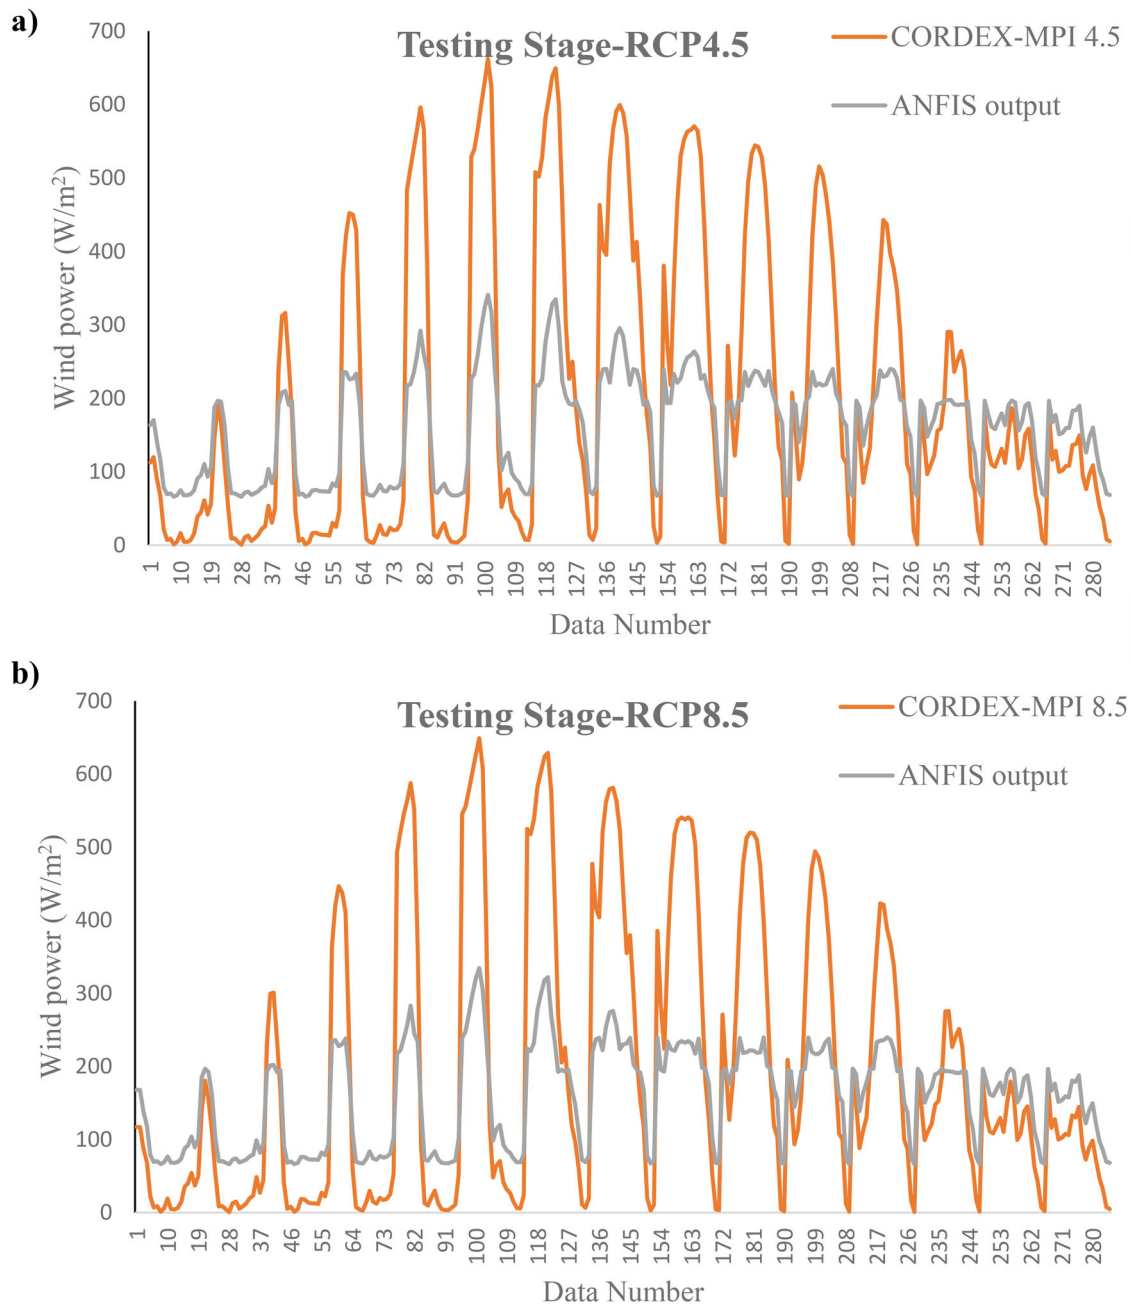 a)
Testing Stage-RCP4.5
CORDEX-MPI 4.5
ANFIS output
Wind power (W/m²)
700
600
500
400
300
200
100
0
1 10 19 28 37 46 55 64 73 82 91 100 109 118 127 136 145 154 163 172 181 190 199 208 217 226 235 244 253 262 271 280
Data Number
b)
Testing Stage-RCP8.5
CORDEX-MPI 8.5
ANFIS output
Wind power (W/m²)
700
600
500
400
300
200
100
0
1 10 19 28 37 46 55 64 73 82 91 100 109 118 127 136 145 154 163 172 181 190 199 208 217 226 235 244 253 262 271 280
Data Number